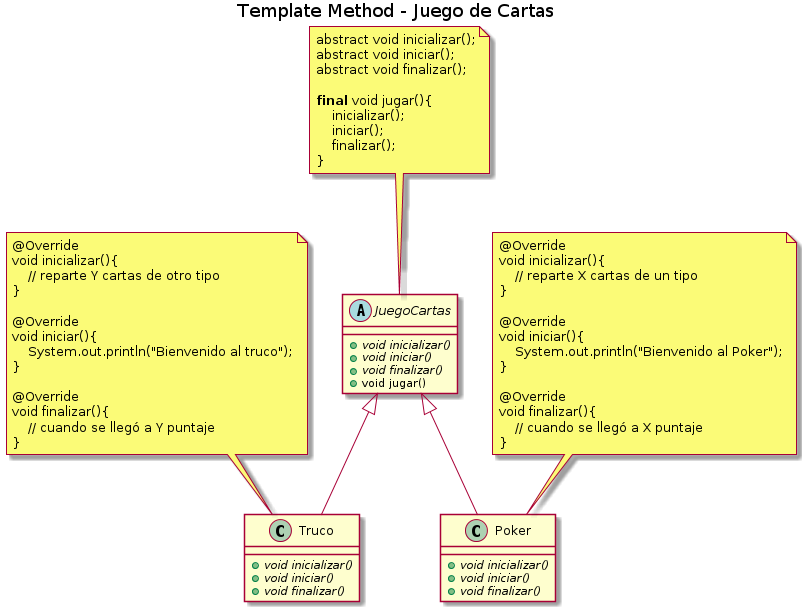 Template Method - Juego de Cartas
abstract void inicializar();
abstract void iniciar();
abstract void finalizar();
final void jugar(){
inicializar();
iniciar();
finalizar();
}
@Override
void inicializar(){
// reparte Y cartas de otro tipo
}
@Override
void iniciar(){
System.out.println("Bienvenido al truco");
}
@Override
void finalizar(){
// cuando se llegó a Y puntaje
}
A JuegoCartas
void inicializar()
void iniciar()
void finalizar()
void jugar()
@Override
void inicializar(){
// reparte X cartas de un tipo
}
@Override
void iniciar(){
System.out.println("Bienvenido al Poker");
}
@Override
void finalizar(){
// cuando se llegó a X puntaje
}
C Truco
void inicializar()
void iniciar()
void finalizar()
C Poker
void inicializar()
void iniciar()
void finalizar()